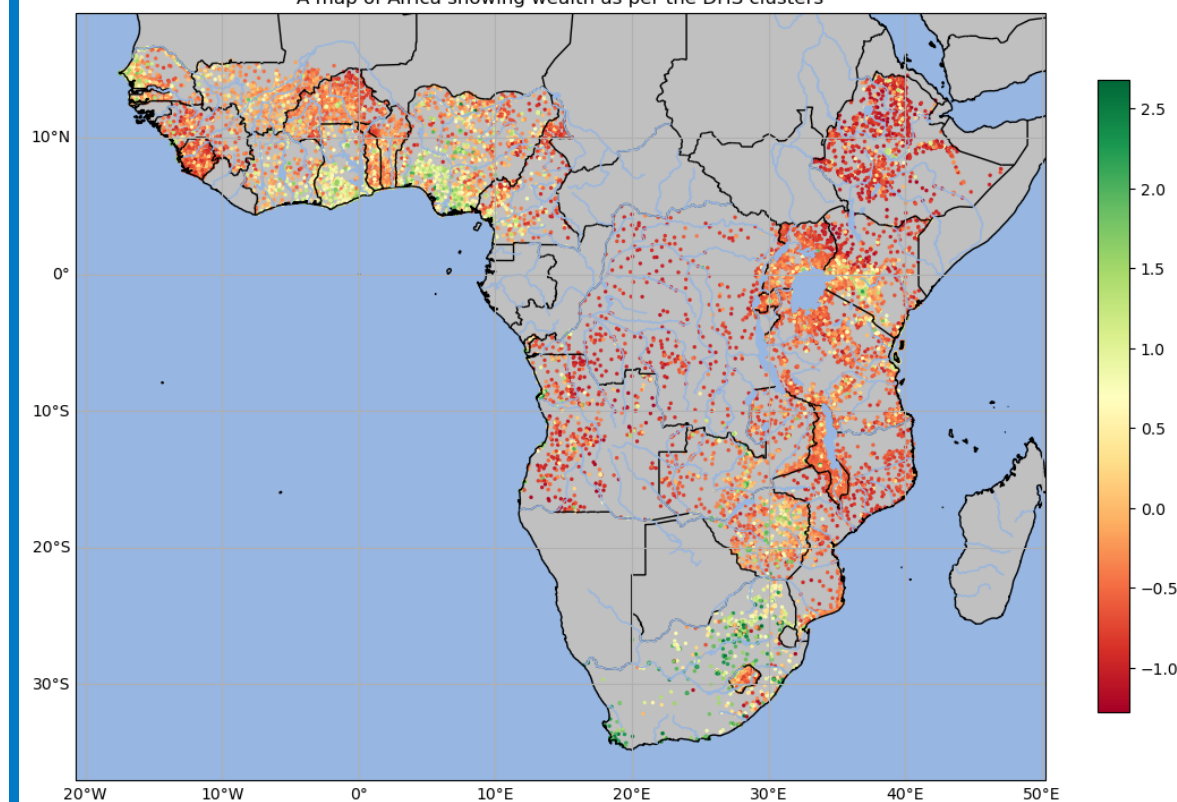 A map of Africa showing wealth as per the DHS clusters
10°N
0°
10°S
20°S
30°S
20°W 10°W 0° 10°E 20°E 30°E 40°E 50°E
2.5
2.0
1.5
1.0
0.5
0.0
−0.5
−1.0